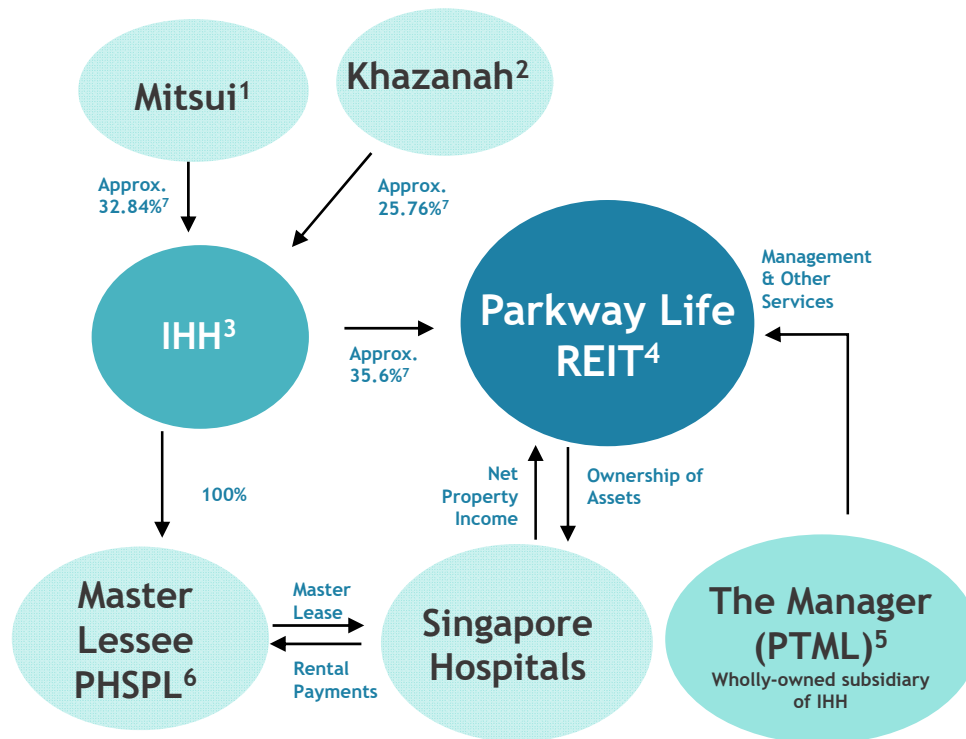 Mitsui¹
Khazanah²
Approx.
32.84%⁷
Approx.
25.76%⁷
IHH³
Approx.
35.6%⁷
Parkway Life
REIT⁴
Management
& Other
Services
100%
Net
Property
Income
Ownership of
Assets
Master
Lessee
PHSPL⁶
Master
Lease
Rental
Payments
Singapore
Hospitals
The Manager
(PTML)⁵
Wholly-owned subsidiary
of IHH